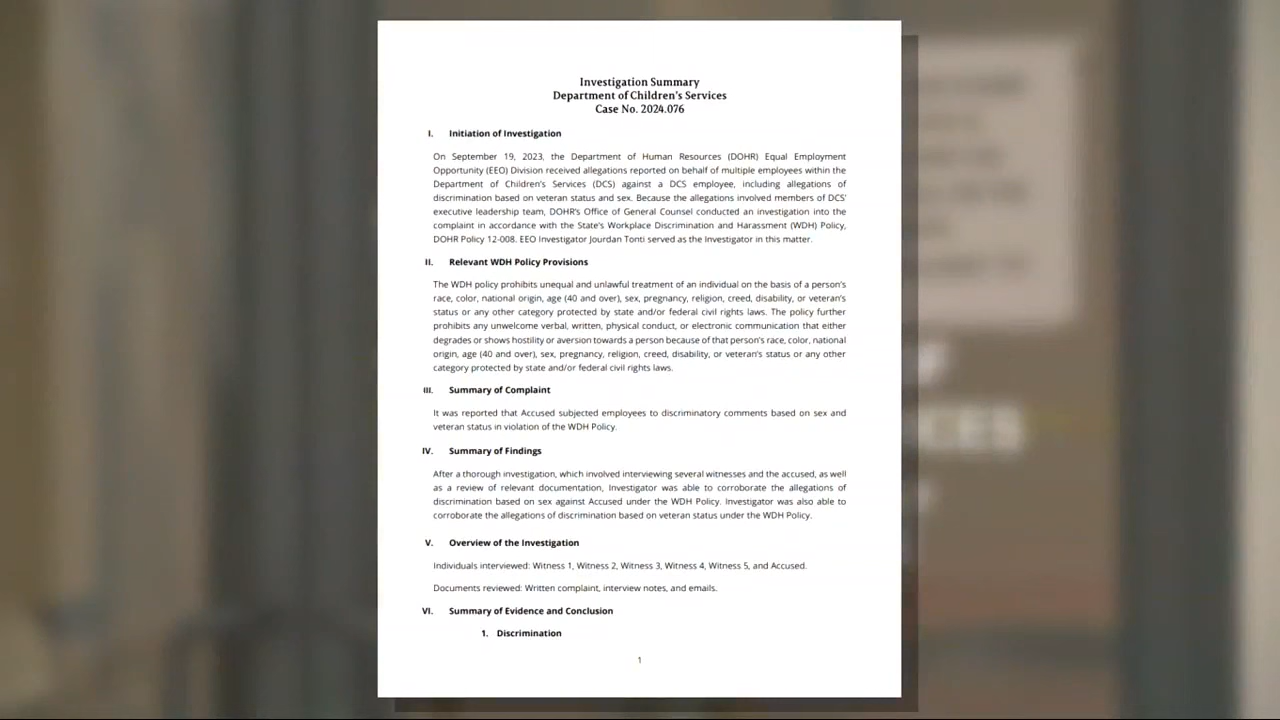 Investigation Summary
Department of Children's Services
Case No. 2024.076
I. Initiation of Investigation
On September 19, 2023, the Department of Human Resources (DOHR) Equal Employment
Opportunity (EEO) Division received allegations reported on behalf of multiple employees within the
Department of Children's Services (DCS) against a DCS employee, including allegations of
discrimination based on veteran status and sex. Because the allegations involved members of DCS'
executive leadership team, DOHR's Office of General Counsel conducted an investigation into the
complaint in accordance with the State's Workplace Discrimination and Harassment (WDH) Policy,
DOHR Policy 12-008. EEO Investigator Jourdan Tonti served as the Investigator in this matter.
II. Relevant WDH Policy Provisions
The WDH policy prohibits unequal and unlawful treatment of an individual on the basis of a person's
race, color, national origin, age (40 and over), sex, pregnancy, religion, creed, disability, or veteran's
status or any other category protected by state and/or federal civil rights laws. The policy further
prohibits any unwelcome verbal, written, physical conduct, or electronic communication that either
degrades or shows hostility or aversion towards a person because of that person's race, color, national
origin, age (40 and over), sex, pregnancy, religion, creed, disability, or veteran's status or any other
category protected by state and/or federal civil rights laws.
III. Summary of Complaint
It was reported that Accused subjected employees to discriminatory comments based on sex and
veteran status in violation of the WDH Policy.
IV. Summary of Findings
After a thorough investigation, which involved interviewing several witnesses and the accused, as well
as a review of relevant documentation, Investigator was able to corroborate the allegations of
discrimination based on sex against Accused under the WDH Policy. Investigator was also able to
corroborate the allegations of discrimination based on veteran status under the WDH Policy.
V. Overview of the Investigation
Individuals interviewed: Witness 1, Witness 2, Witness 3, Witness 4, Witness 5, and Accused.
Documents reviewed: Written complaint, interview notes, and emails.
VI. Summary of Evidence and Conclusion
1. Discrimination
1